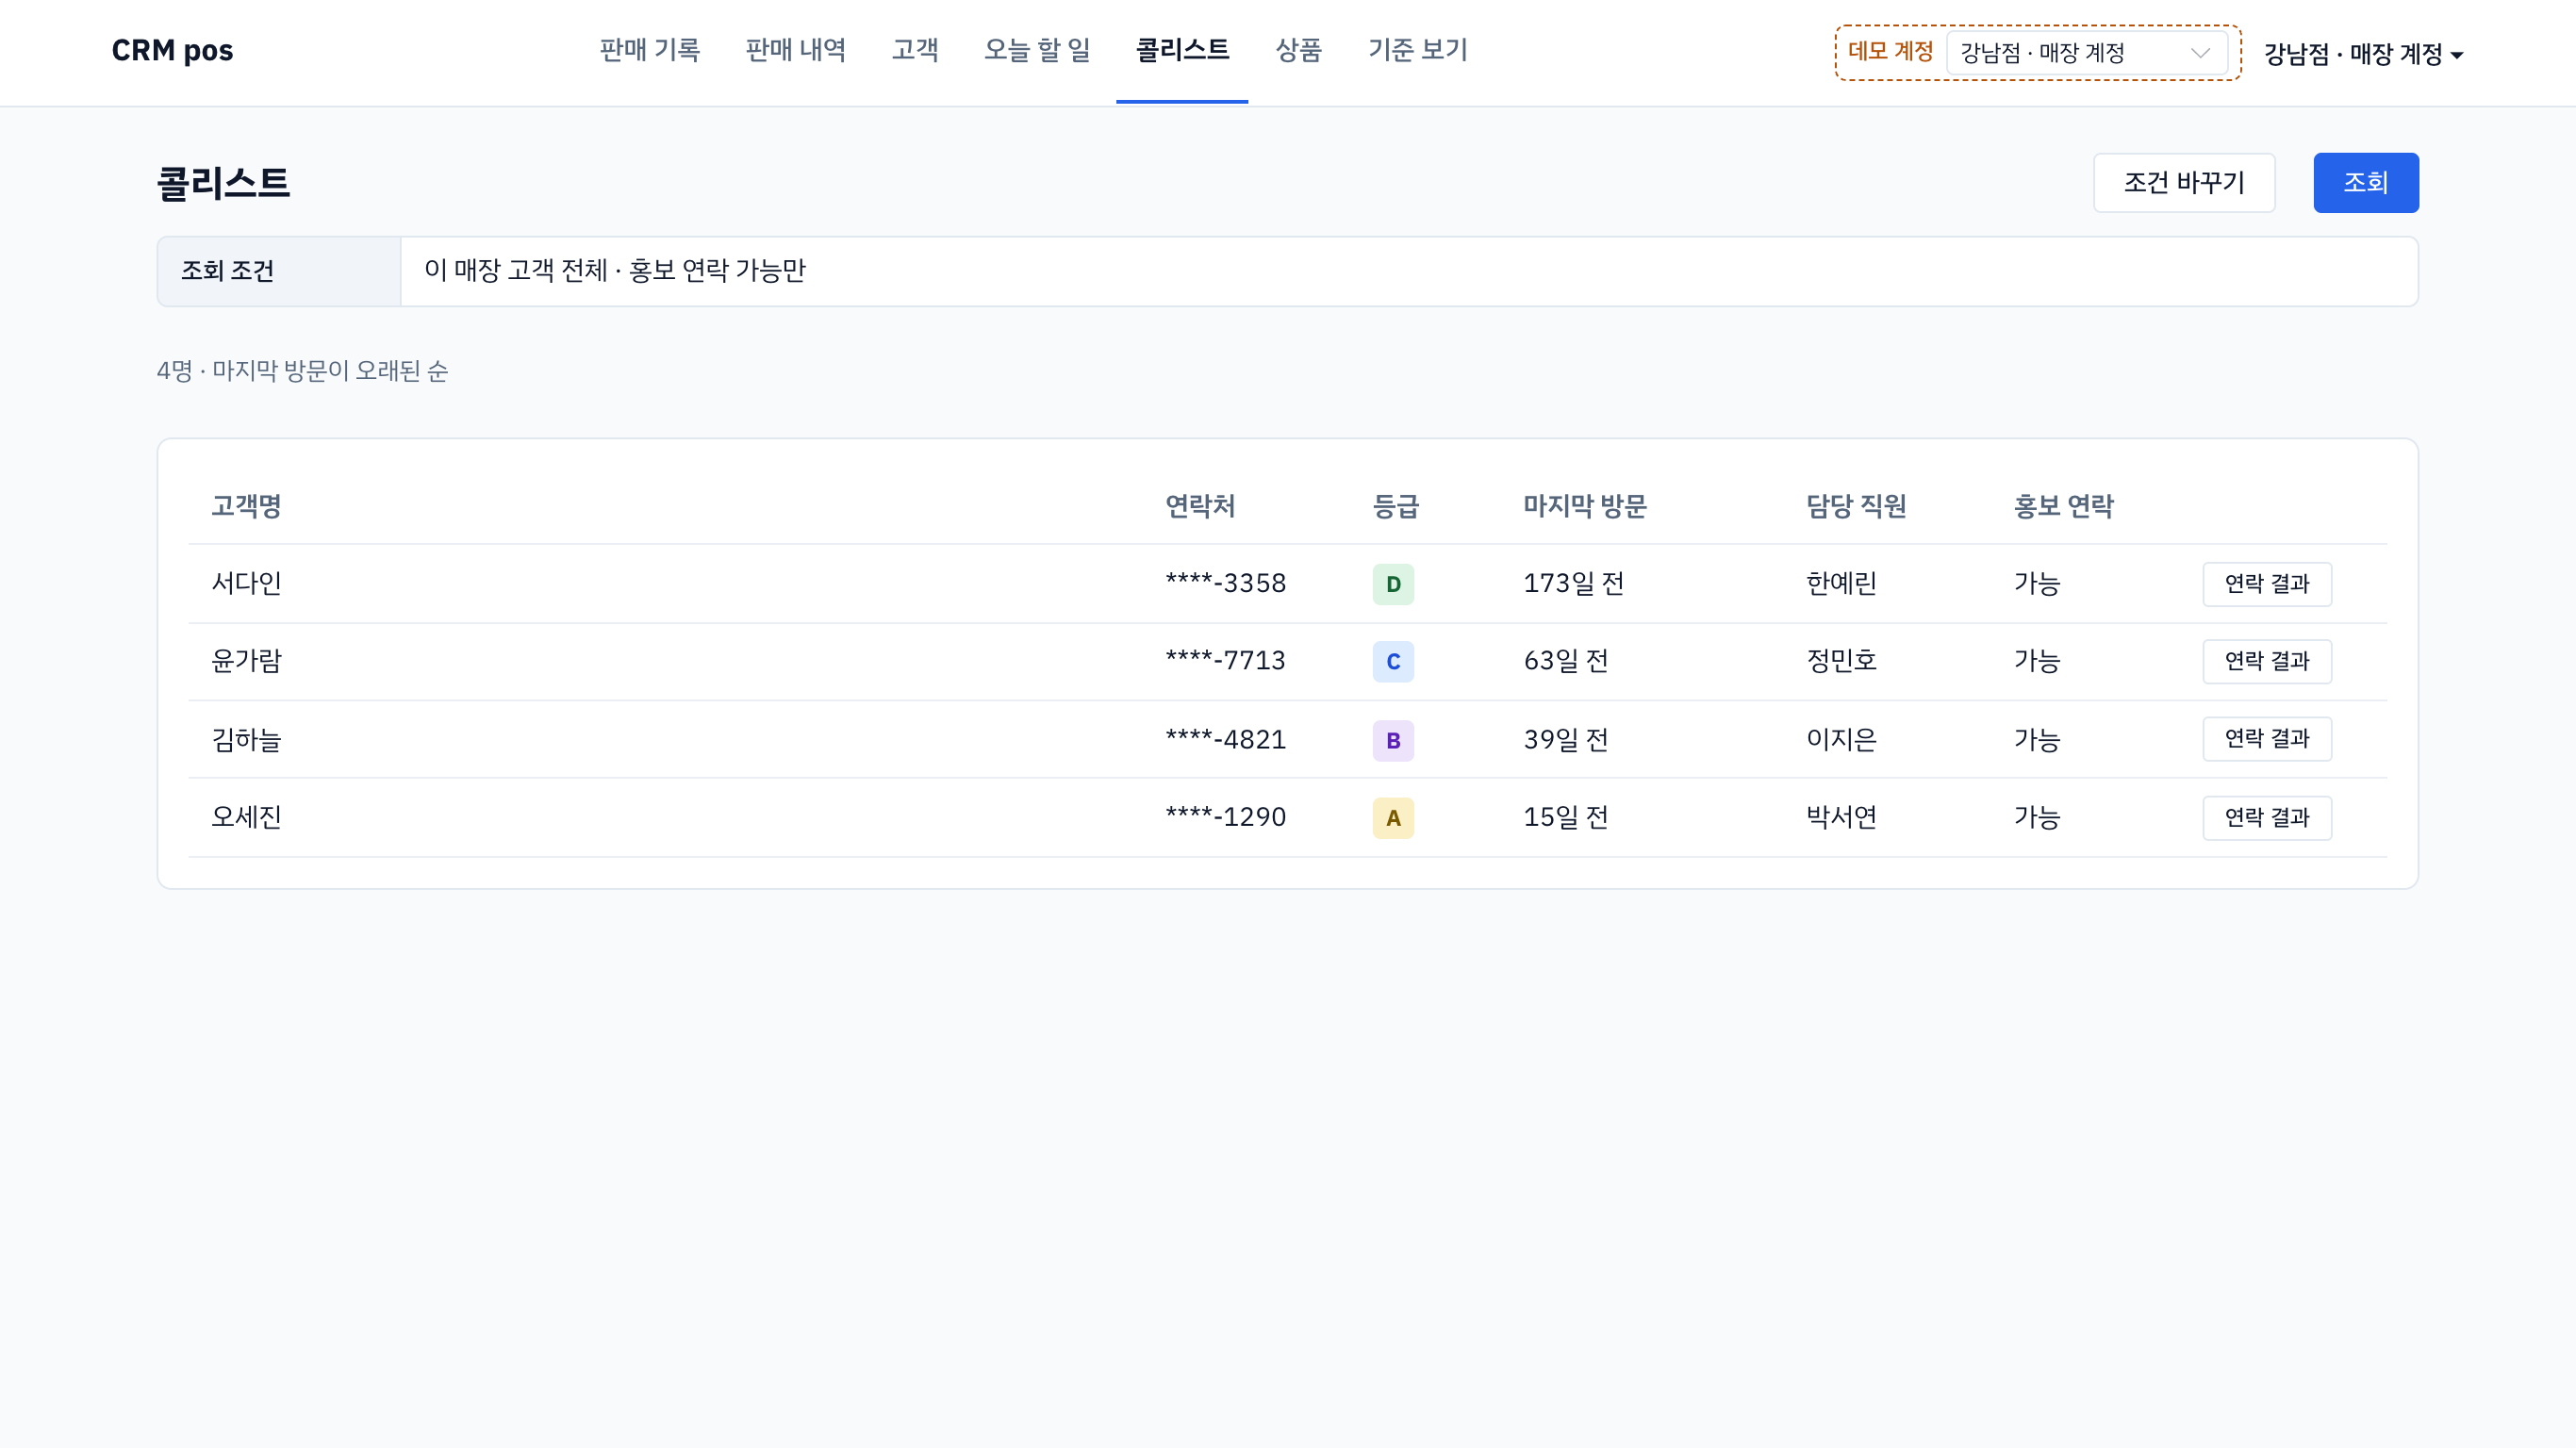 CRM pos 판매 기록 판매 내역 고객 오늘 할 일 콜리스트 상품 기준 보기 데모 계정 강남점 · 매장 계정 강남점 · 매장 계정
콜리스트 조건 바꾸기 조회
조회 조건 이 매장 고객 전체 · 홍보 연락 가능만
4명 · 마지막 방문이 오래된 순
고객명 연락처 등급 마지막 방문 담당 직원 홍보 연락
서다인 ****-3358 D 173일 전 한예린 가능 연락 결과
윤가람 ****-7713 C 63일 전 정민호 가능 연락 결과
김하늘 ****-4821 B 39일 전 이지은 가능 연락 결과
오세진 ****-1290 A 15일 전 박서연 가능 연락 결과